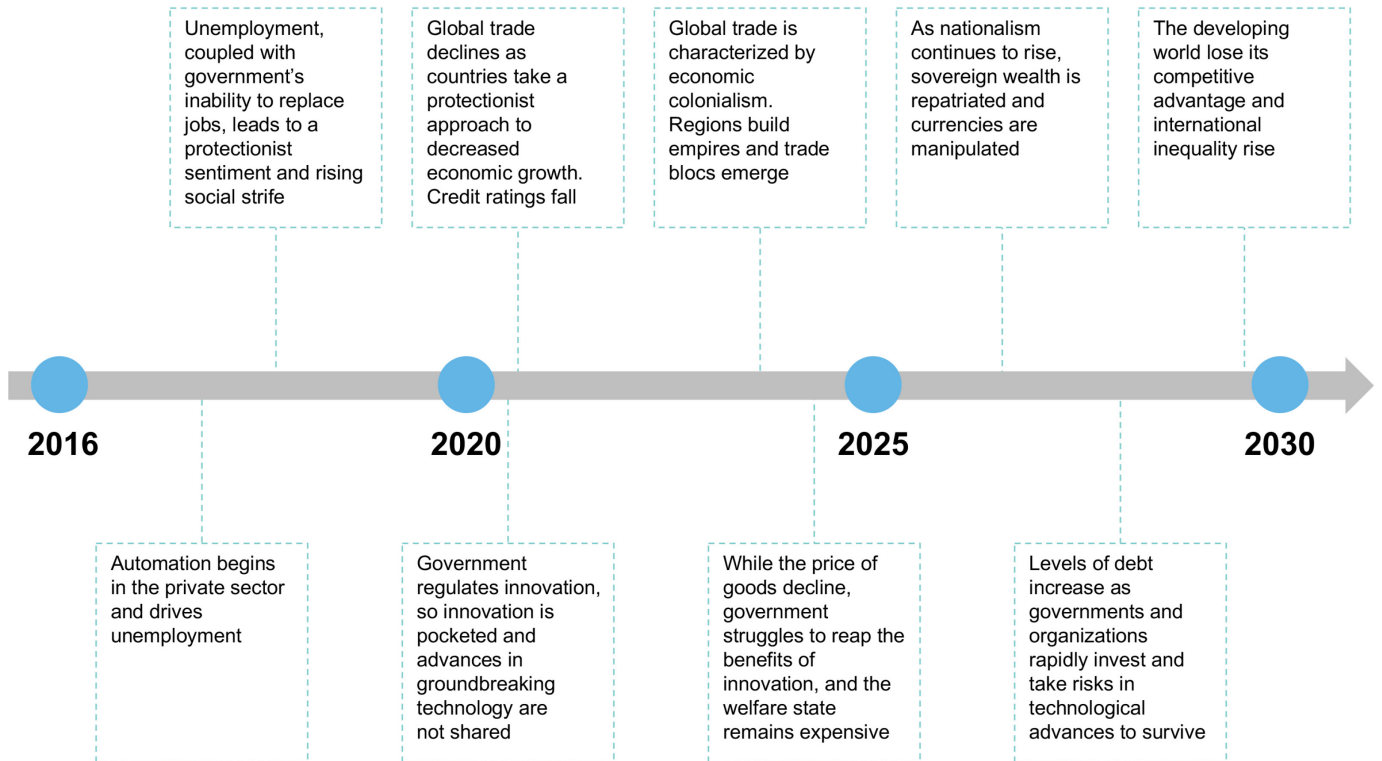 Unemployment,
coupled with
government’s
inability to replace
jobs, leads to a
protectionist
sentiment and rising
social strife
Global trade
declines as
countries take a
protectionist
approach to
decreased
economic growth.
Credit ratings fall
Global trade is
characterized by
economic
colonialism.
Regions build
empires and trade
blocs emerge
As nationalism
continues to rise,
sovereign wealth is
repatriated and
currencies are
manipulated
The developing
world lose its
competitive
advantage and
international
inequality rise
2016
2020
2025
2030
Automation begins
in the private sector
and drives
unemployment
Government
regulates innovation,
so innovation is
pocketed and
advances in
groundbreaking
technology are
not shared
While the price of
goods decline,
government
struggles to reap the
benefits of
innovation, and the
welfare state
remains expensive
Levels of debt
increase as
governments and
organizations
rapidly invest and
take risks in
technological
advances to survive